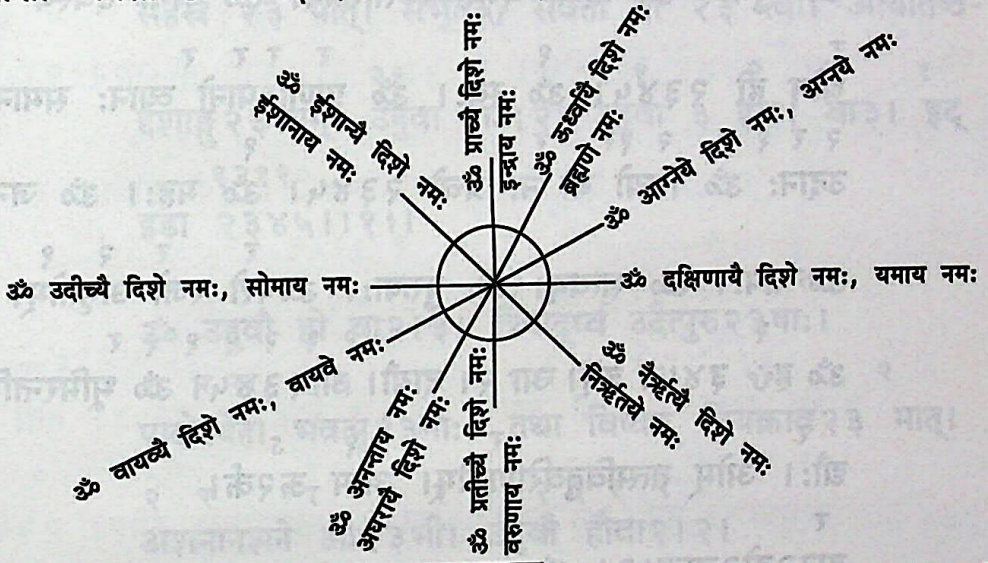 ॐ प्राच्यै दिशे नमः
इन्द्राय नमः
ॐ ऊर्ध्वायै दिशे नमः
ब्रह्मणे नमः
ॐ आग्नेये दिशे नमः, अग्नये नमः
ॐ दक्षिणायै दिशे नमः, यमाय नमः
ॐ नैर्ऋत्यै दिशे नमः
निर्ऋतये नमः
ॐ प्रतीच्यै दिशे नमः
वरुणाय नमः
ॐ अनन्ताय नमः
अधरायै दिशे नमः
ॐ वायव्यै दिशे नमः, वायवे नमः
ॐ उदीच्यै दिशे नमः, सोमाय नमः
ॐ ईशान्यै दिशे नमः
ईशानाय नमः